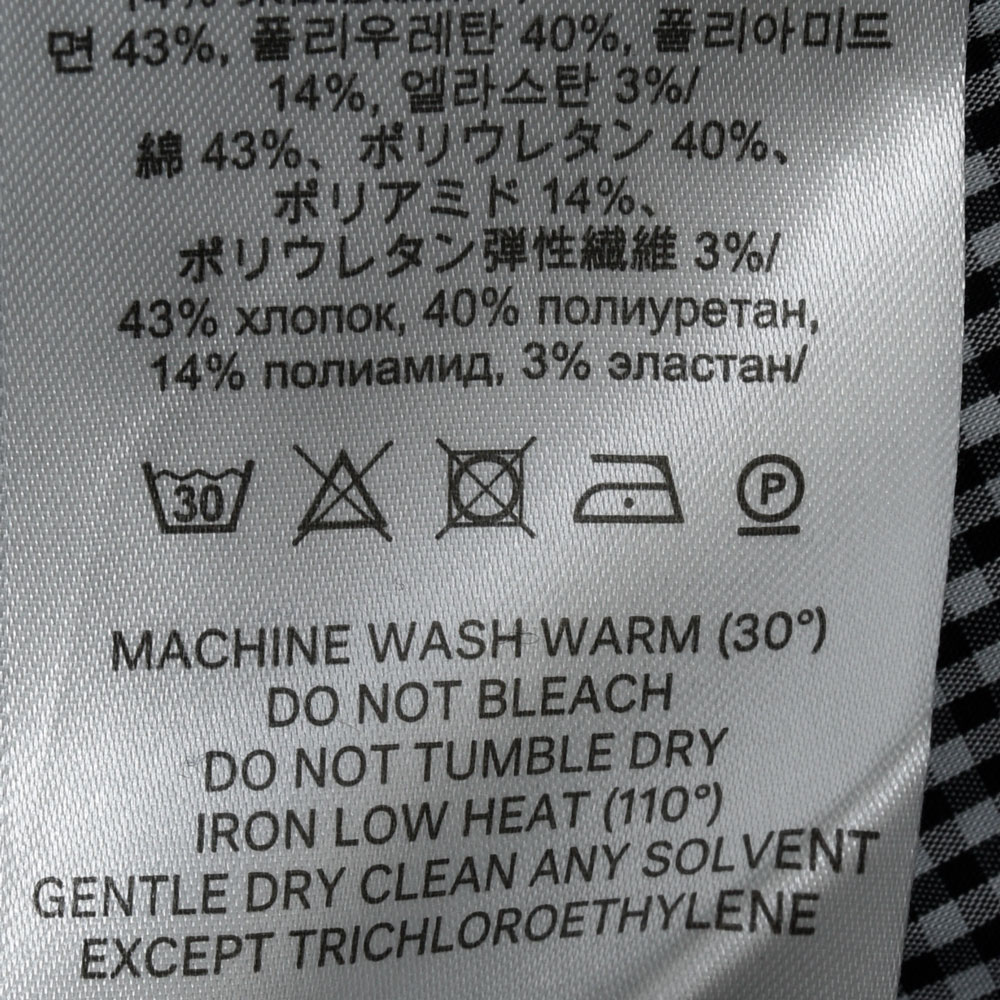 14%
면 43%, 폴리우레탄 40%, 폴리아미드
14%, 엘라스탄 3%/
綿 43%、ポリウレタン 40%、
ポリアミド 14%、
ポリウレタン弾性繊維 3%/
43% хлопок, 40% полиуретан,
14% полиамид, 3% эластан/
30 P
MACHINE WASH WARM (30°)
DO NOT BLEACH
DO NOT TUMBLE DRY
IRON LOW HEAT (110°)
GENTLE DRY CLEAN ANY SOLVENT
EXCEPT TRICHLOROETHYLENE